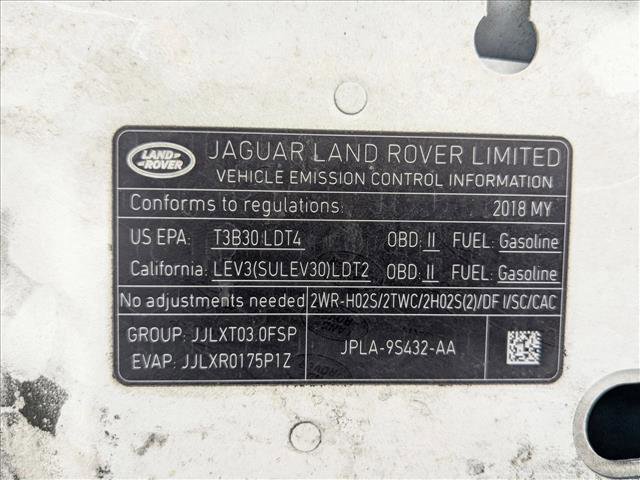 LAND
ROVER
JAGUAR LAND ROVER LIMITED
VEHICLE EMISSION CONTROL INFORMATION
Conforms to regulations: 2018 MY
US EPA: T3B30 LDT4 OBD: II FUEL: Gasoline
California: LEV3(SULEV30)LDT2 OBD: II FUEL: Gasoline
No adjustments needed 2WR-HO2S/2TWC/2HO2S(2)/DFI/SC/CAC
GROUP: JJLXT03.0FSP
EVAP: JJLXR0175P1Z
JPLA-9S432-AA